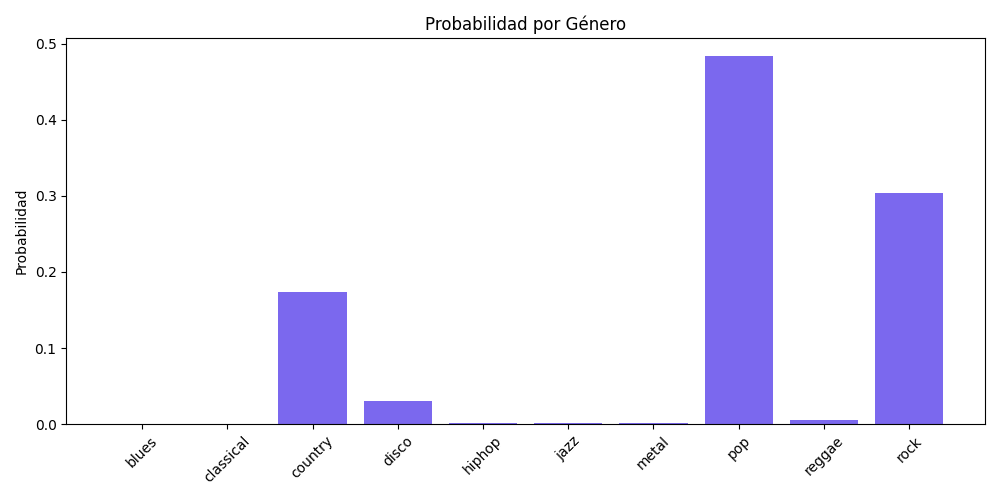 Probabilidad por Género
Probabilidad
0.5
0.4
0.3
0.2
0.1
0.0
blues
classical
country
disco
hiphop
jazz
metal
pop
reggae
rock